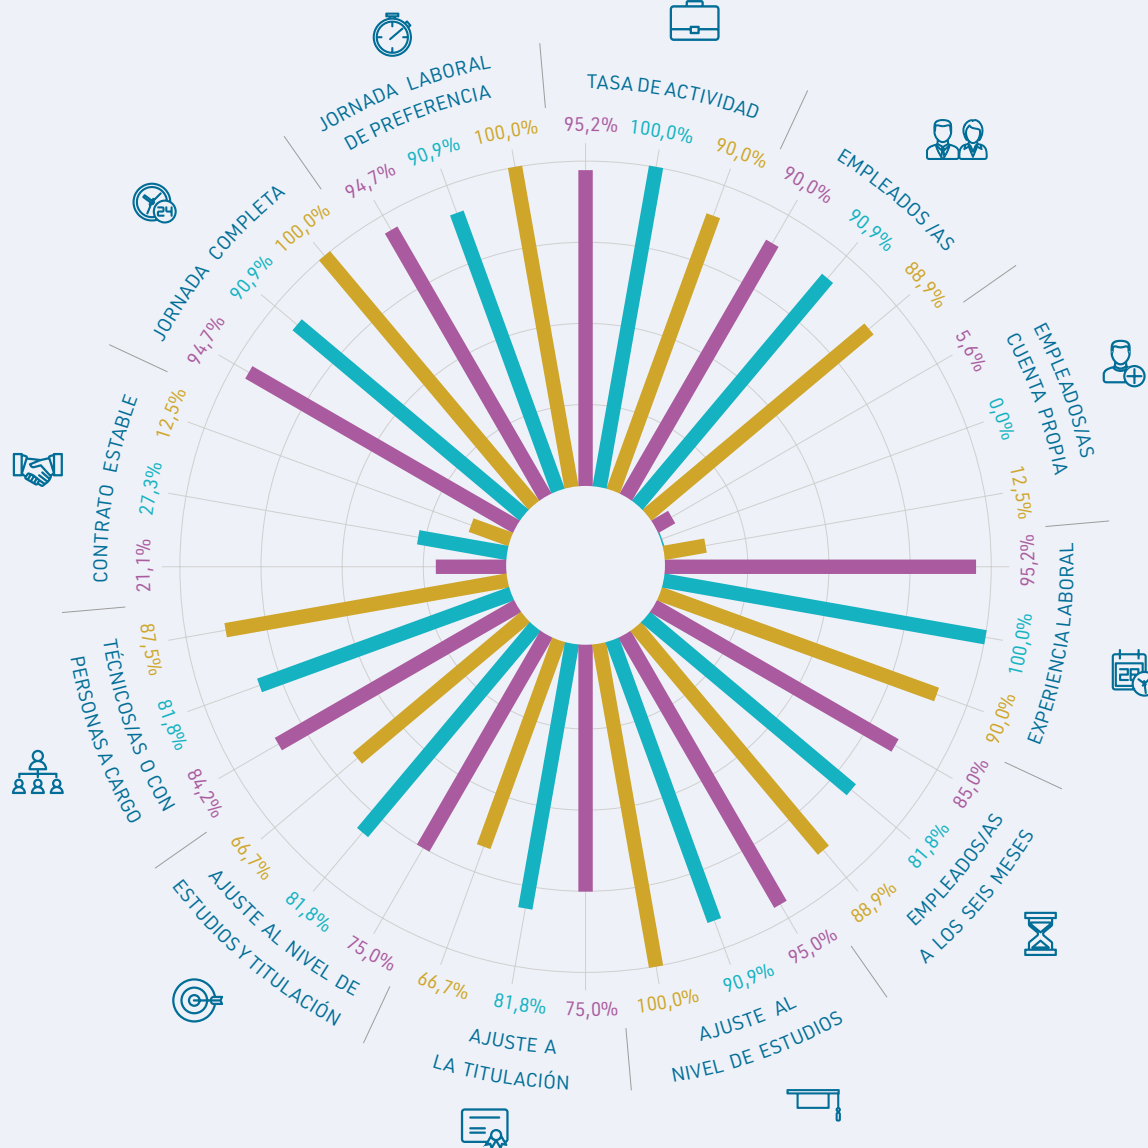 TASA DE ACTIVIDAD
95,2%
100,0%
90,0%
EMPLEADOS/AS
90,0%
90,9%
88,9%
EMPLEADOS/AS
CUENTA PROPIA
5,6%
0,0%
12,5%
EXPERIENCIA LABORAL
95,2%
100,0%
90,0%
EMPLEADOS/AS
A LOS SEIS MESES
85,0%
81,8%
88,9%
AJUSTE AL
NIVEL DE ESTUDIOS
95,0%
90,9%
100,0%
AJUSTE A
LA TITULACIÓN
75,0%
81,8%
66,7%
AJUSTE AL NIVEL DE
ESTUDIOS Y TITULACIÓN
75,0%
81,8%
66,7%
TÉCNICOS/AS O CON
PERSONAS A CARGO
84,2%
81,8%
87,5%
CONTRATO ESTABLE
21,1%
27,3%
12,5%
JORNADA COMPLETA
94,7%
90,9%
100,0%
JORNADA LABORAL
DE PREFERENCIA
94,7%
90,9%
100,0%
24